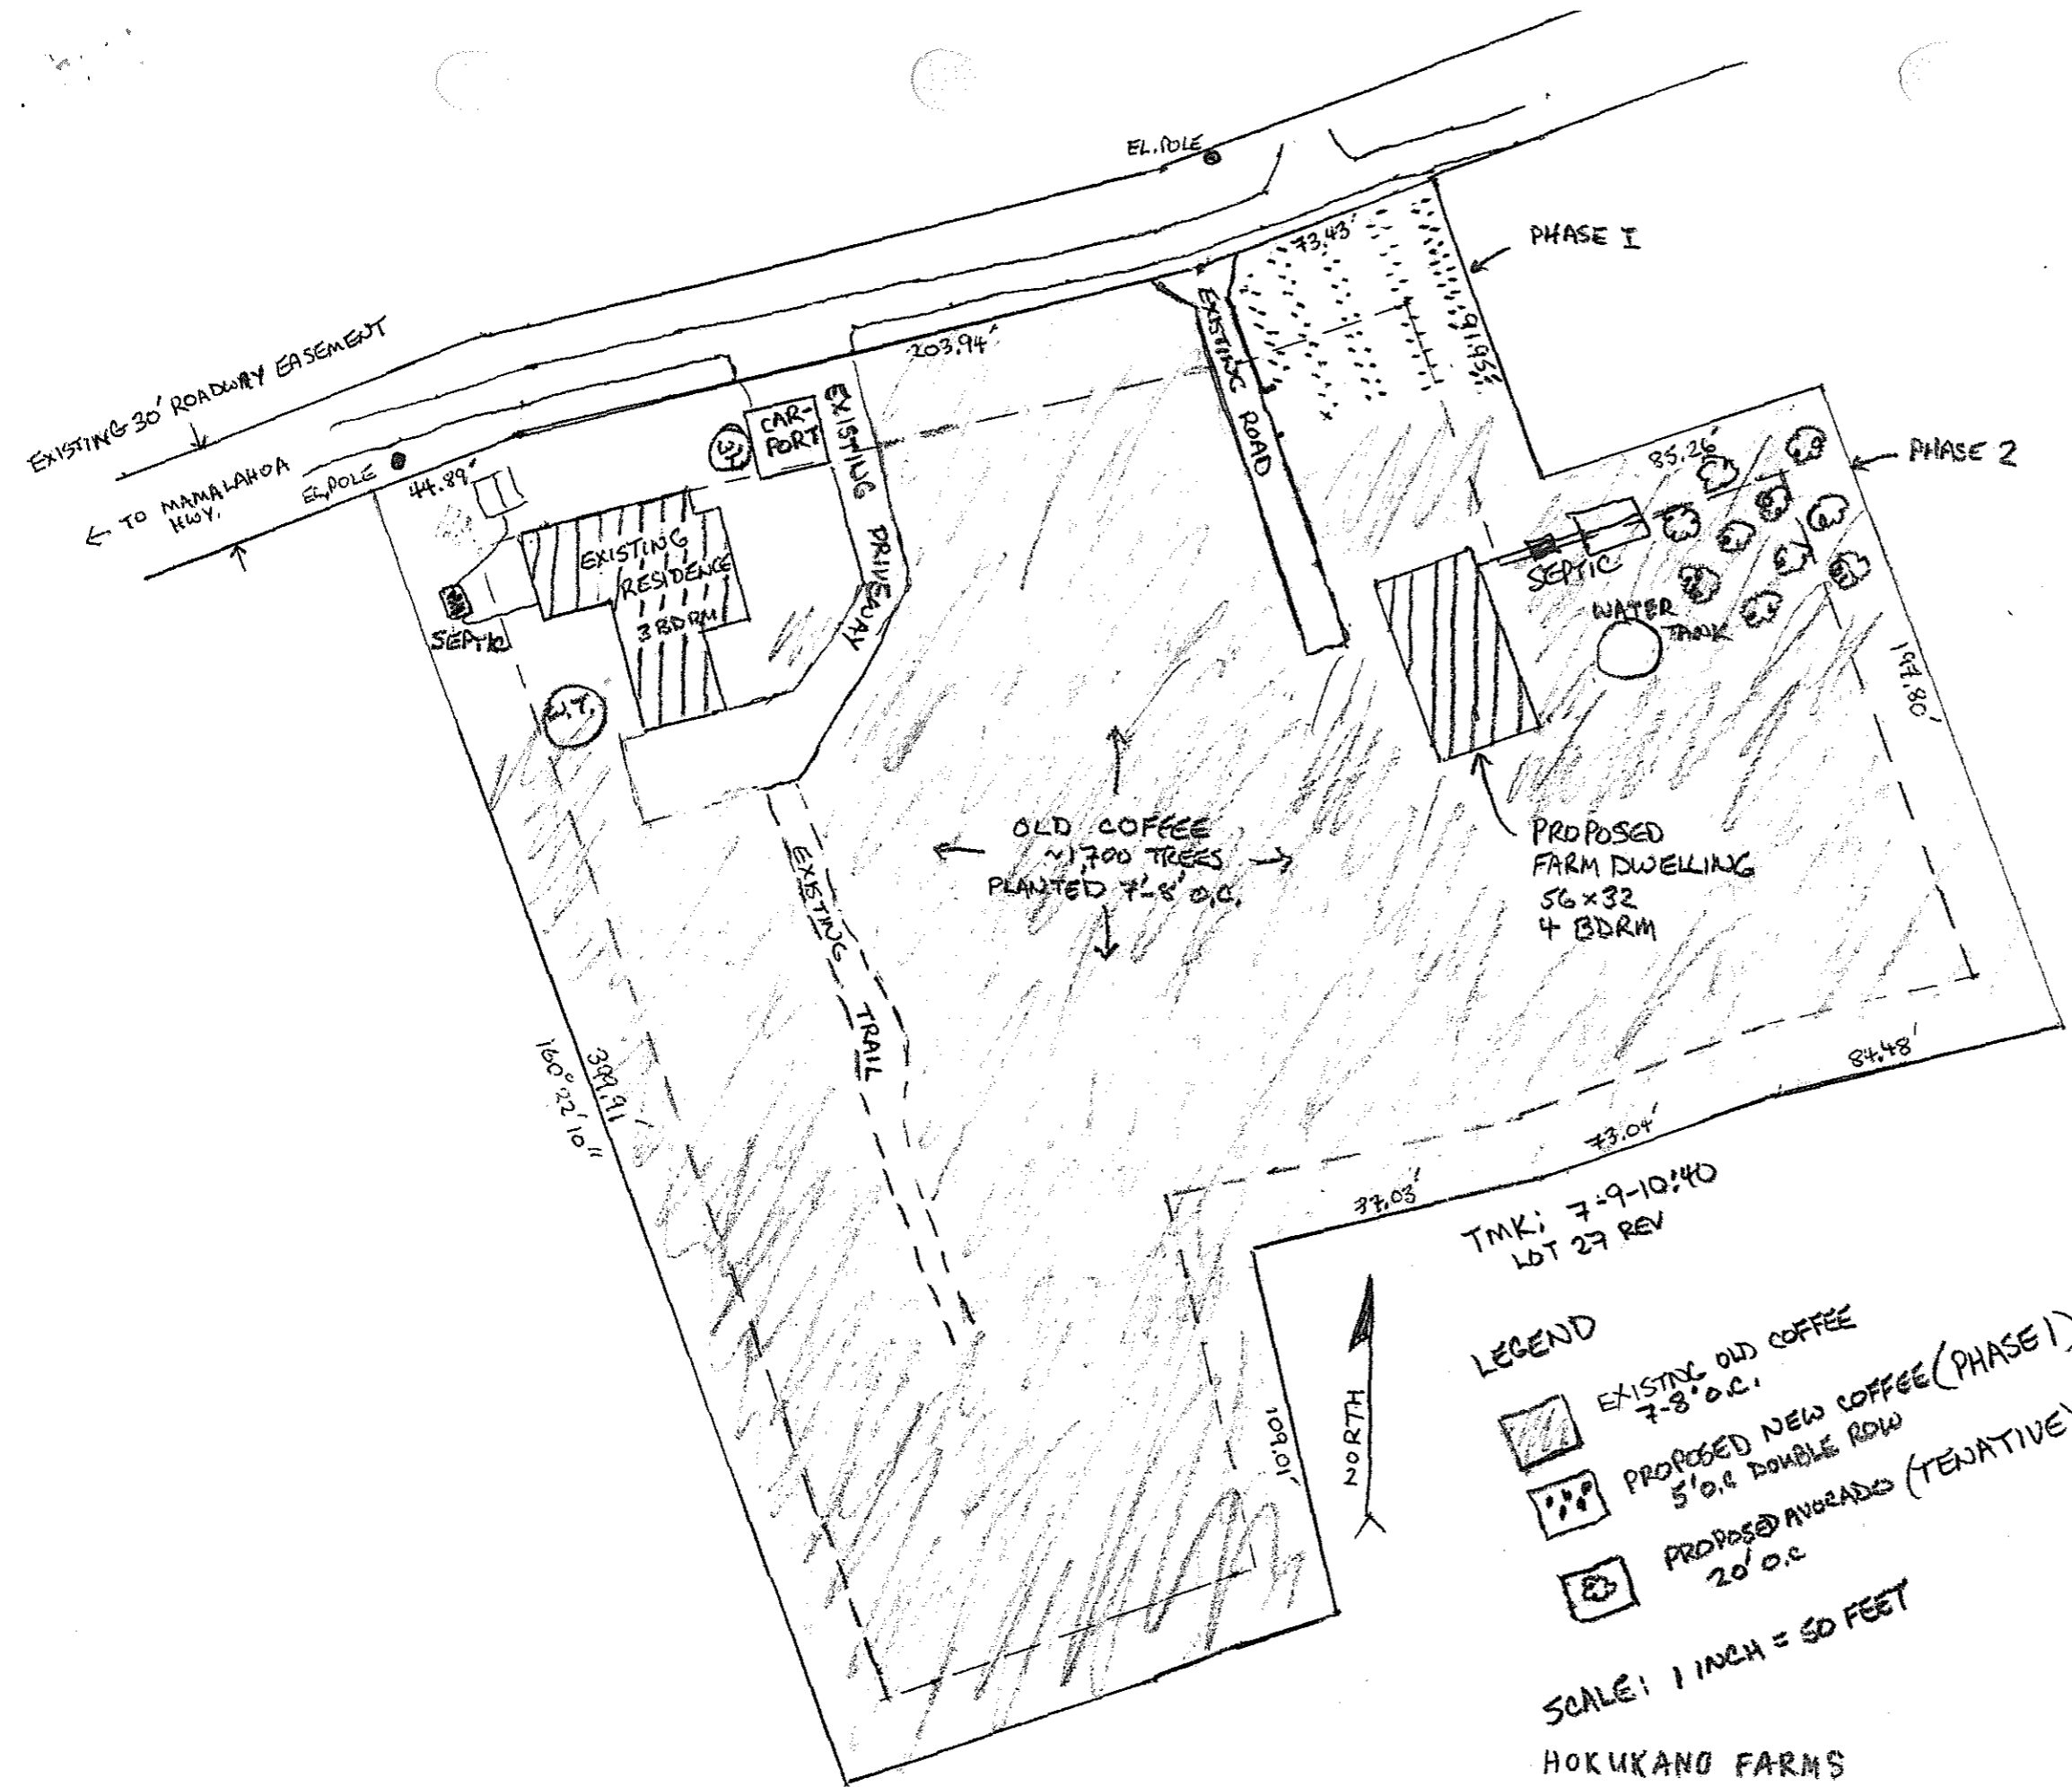 EL. POLE
73.43'
PHASE I
EXISTING 30' ROADWAY EASEMENT
← TO MAMALAHOA
HWY.
EL. POLE
44.89'
203.94'
91.95'
EXISTING ROAD
CAR-
PORT
W.T.
EXISTING DRIVEWAY
EXISTING
RESIDENCE
3 BDRM
SEPTIC
W.T.
85.26'
PHASE 2
SEPTIC
WATER
TANK
197.80'
OLD COFFEE
~1,700 TREES
PLANTED 7'-8' O.C.
PROPOSED
FARM DWELLING
56×32
4 BDRM
EXISTING TRAIL
399.91'
160° 22' 10"
84.48'
73.04'
37.03'
109.01'
NORTH
TMK: 7-9-10:40
LOT 27 REV
LEGEND
EXISTNG OLD COFFEE
7-8' O.C.
PROPOSED NEW COFFEE (PHASE 1)
5' O.C DOUBLE ROW
PROPOSED AVOCADO (TENATIVE)
20' O.C
SCALE: 1 INCH = 50 FEET
HOKUKANO FARMS